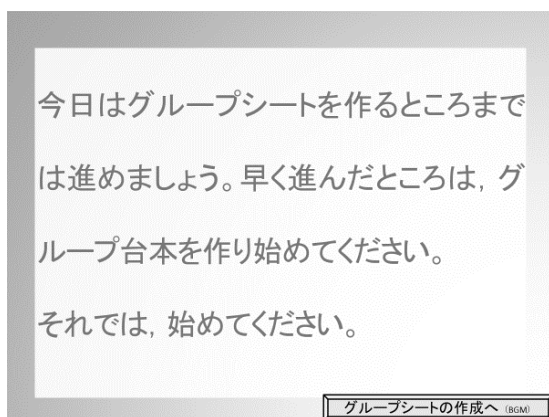 今日はグループシートを作るところまで
は進めましょう。早く進んだところは，グ
ループ台本を作り始めてください。
それでは，始めてください。
グループシートの作成へ (BGM)